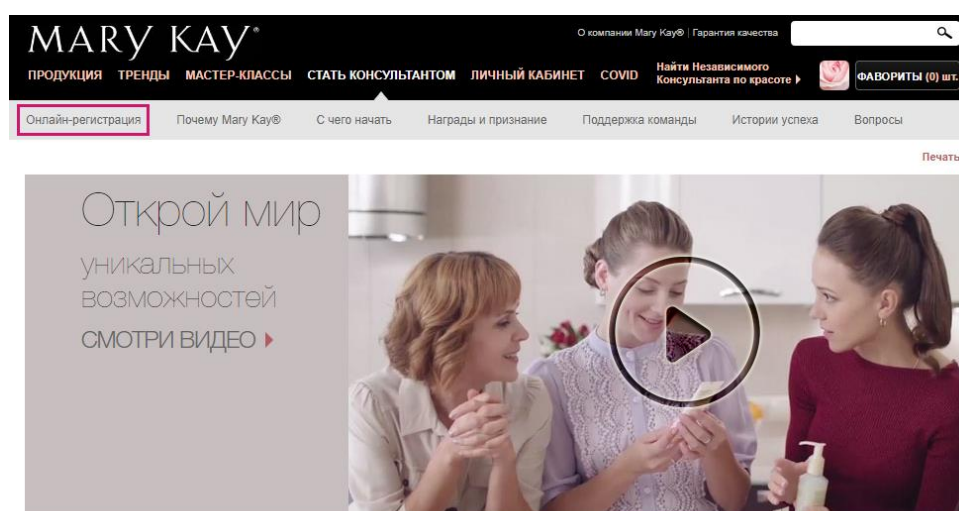 MARY KAY®
О компании Mary Kay® | Гарантия качества
ПРОДУКЦИЯ ТРЕНДЫ МАСТЕР-КЛАССЫ СТАТЬ КОНСУЛЬТАНТОМ ЛИЧНЫЙ КАБИНЕТ COVID
Найти Независимого
Консультанта по красоте
ФАВОРИТЫ (0) шт.
Онлайн-регистрация Почему Mary Kay® С чего начать Награды и признание Поддержка команды Истории успеха Вопросы
Печать
Открой мир
уникальных
возможностей
СМОТРИ ВИДЕО